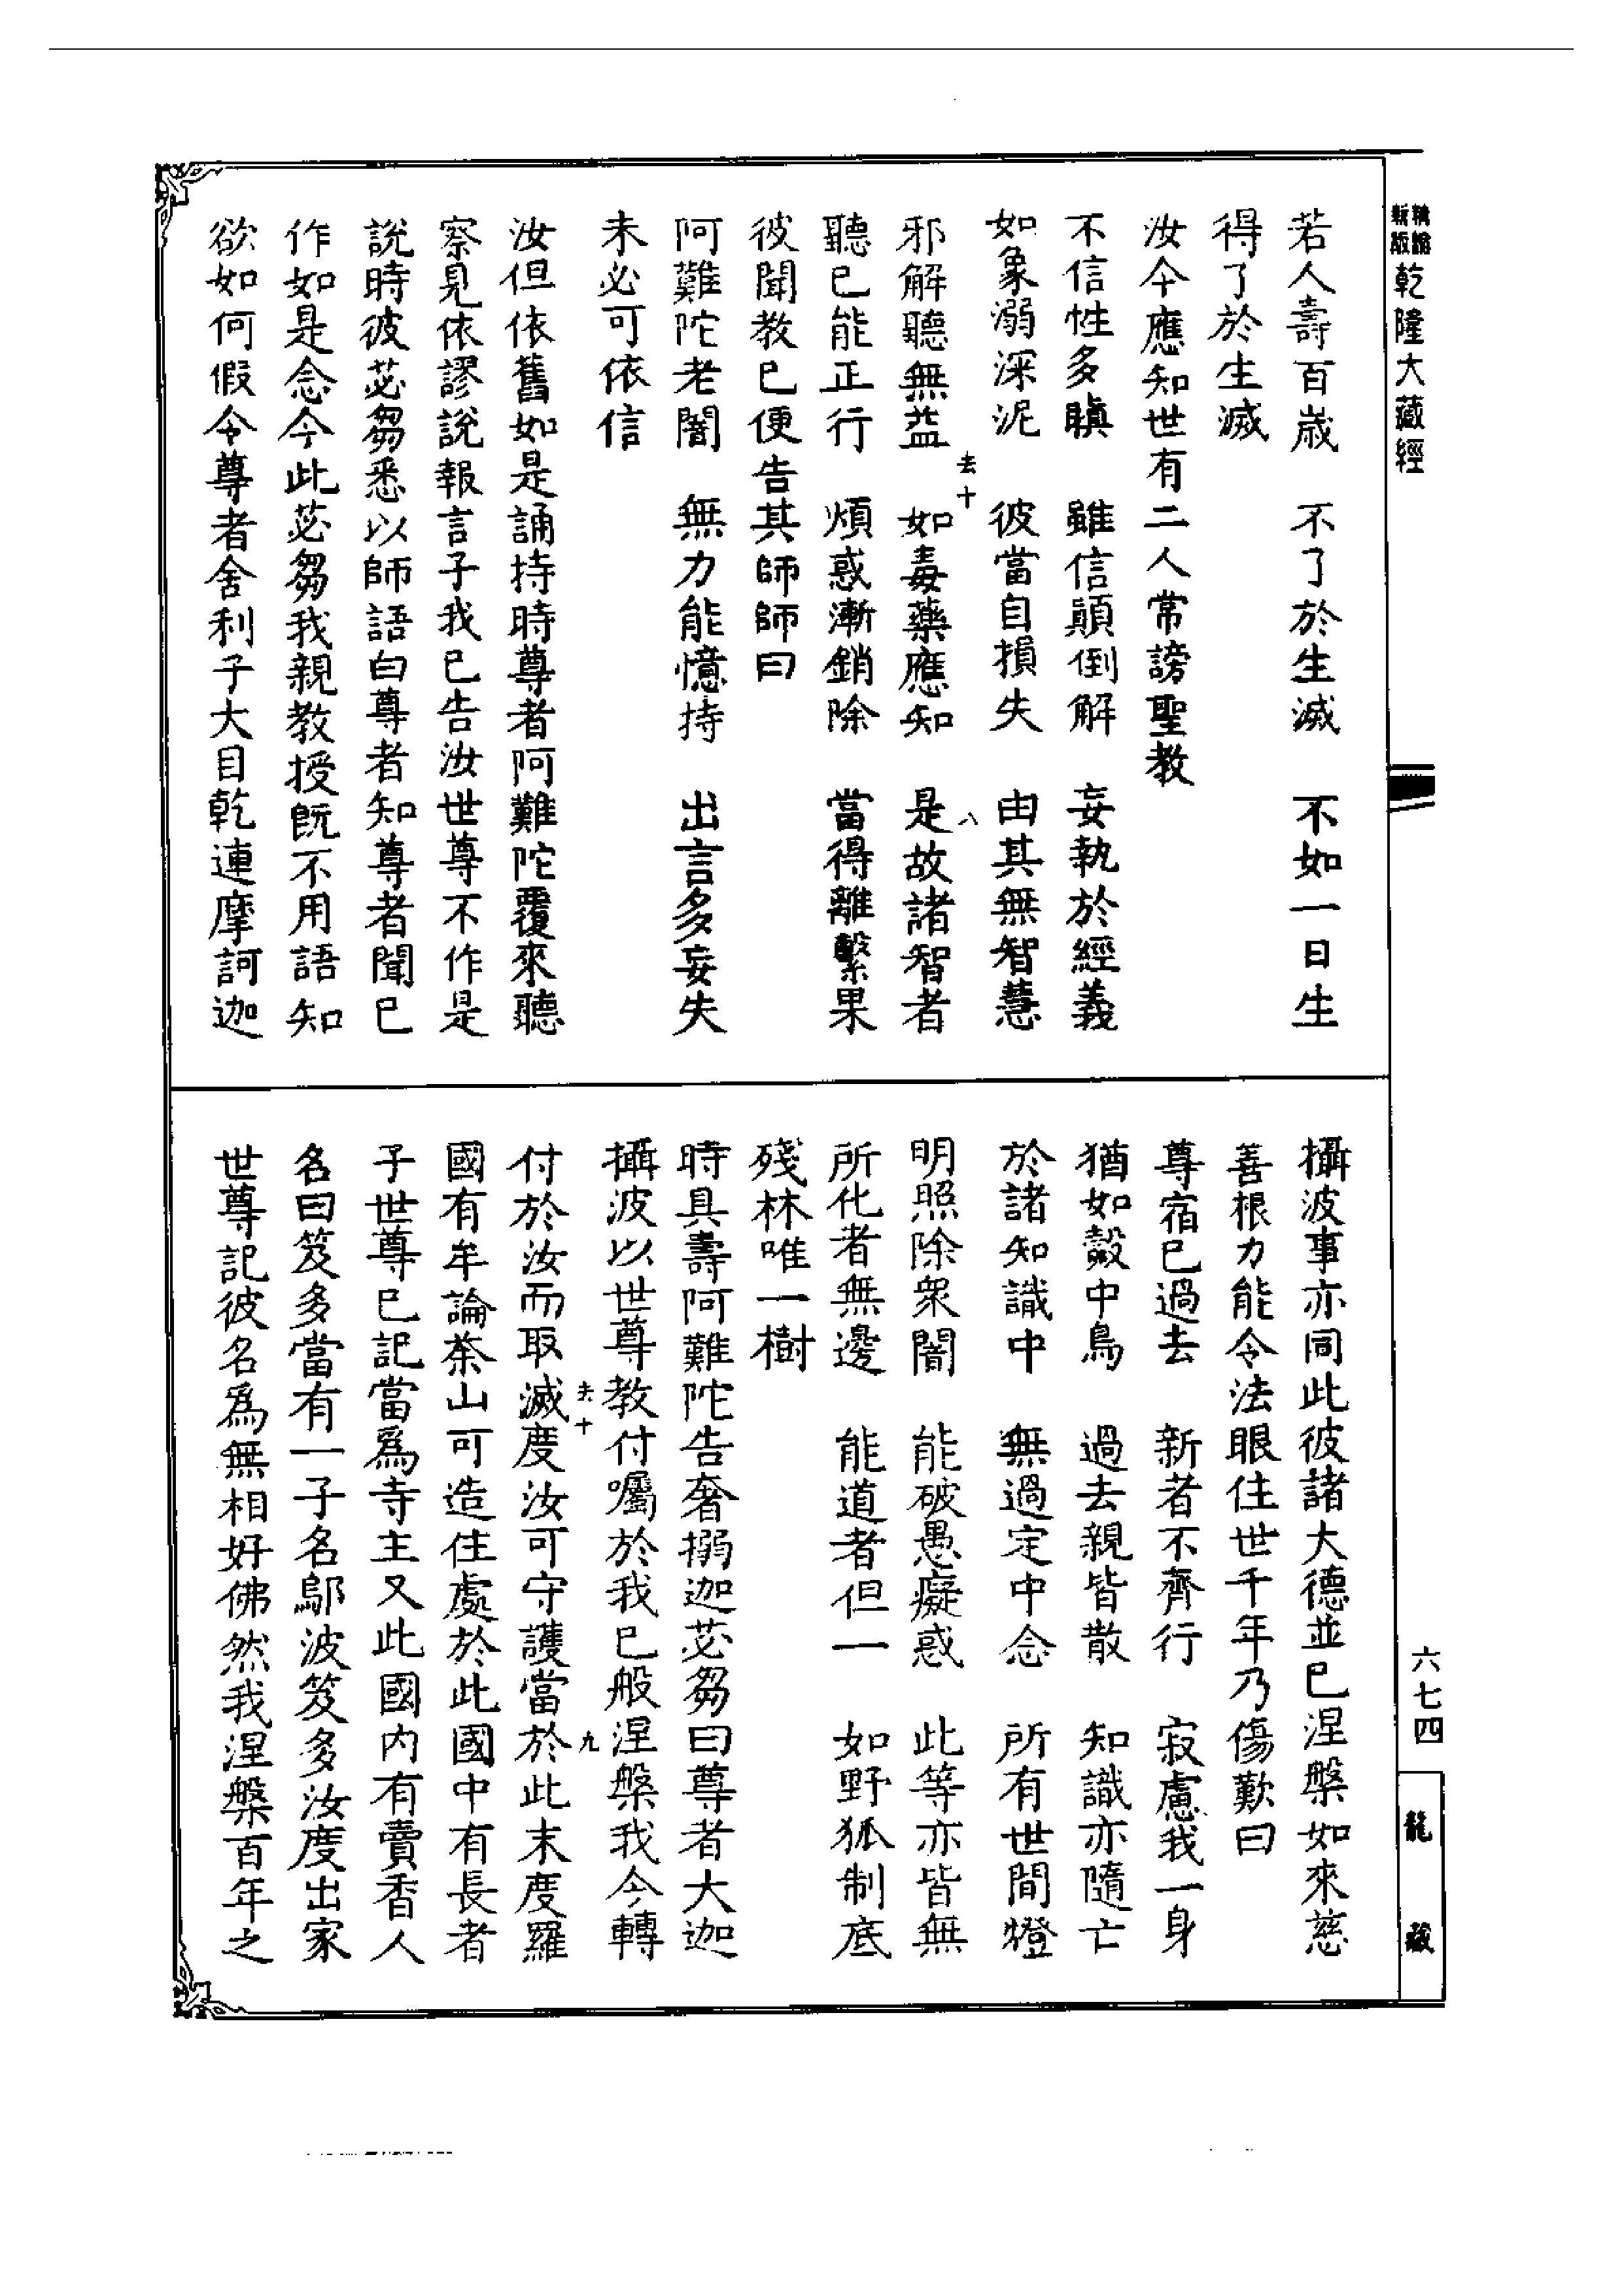 乾隆大藏經
若人壽百歳　不了於生滅　不如一日生
得了於生滅
汝今應知世有二人常謗聖教
不信性多瞋　雖信顛倒解　妄執於經義
如象溺深泥　彼當自損失　由其無智慧
去十　八
邪解聽無益　如毒藥應知　是故諸智者
聽已能正行　煩惑漸銷除　當得離繫果
彼聞教已便告其師師曰
阿難陀老闇　無力能憶持　出言多妄失
未必可依信
汝但依舊如是誦持時尊者阿難陀覆來聽
察見依謬說報言子我已告汝世尊不作是
說時彼苾芻悉以師語白尊者知尊者聞已
作如是念今此苾芻我親教授旣不用語知
欲如何假令尊者舍利子大目乾連摩訶迦
攝波事亦同此彼諸大德並已涅槃如來慈
善根力能令法眼住世千年乃傷歎曰
尊宿已過去　新者不齊行　寂慮我一身
猶如㲉中鳥　過去親皆散　知識亦隨亡
於諸知識中　無過定中念　所有世間燈
明照除衆闇　能破愚癡惑　此等亦皆無
所化者無邊　能道者但一　如野狐制底
殘林唯一樹
時具壽阿難陀告奢搦迦苾芻曰尊者大迦
攝波以世尊教付囑於我已般涅槃我今轉
去十　九
付於汝而取滅度汝可守護當於此末度羅
國有牟論荼山可造住處於此國中有長者
子世尊已記當爲寺主又此國內有賣香人
名曰笈多當有一子名鄔波笈多汝度出家
世尊記彼名爲無相好佛然我涅槃百年之
六七四
龍藏